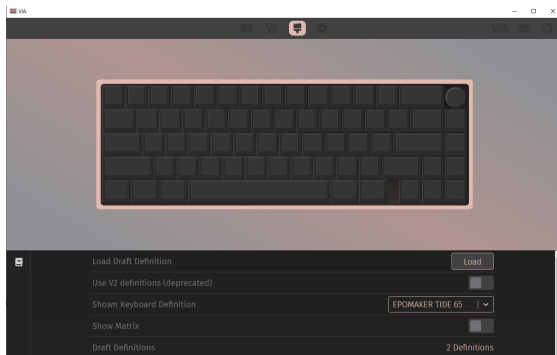 VIA
VIA
Load Draft Definition
Load
Use V2 definitions (deprecated)
Shown Keyboard Definition
EPOMAKER TIDE 65
Show Matrix
Draft Definitions
2 Definitions